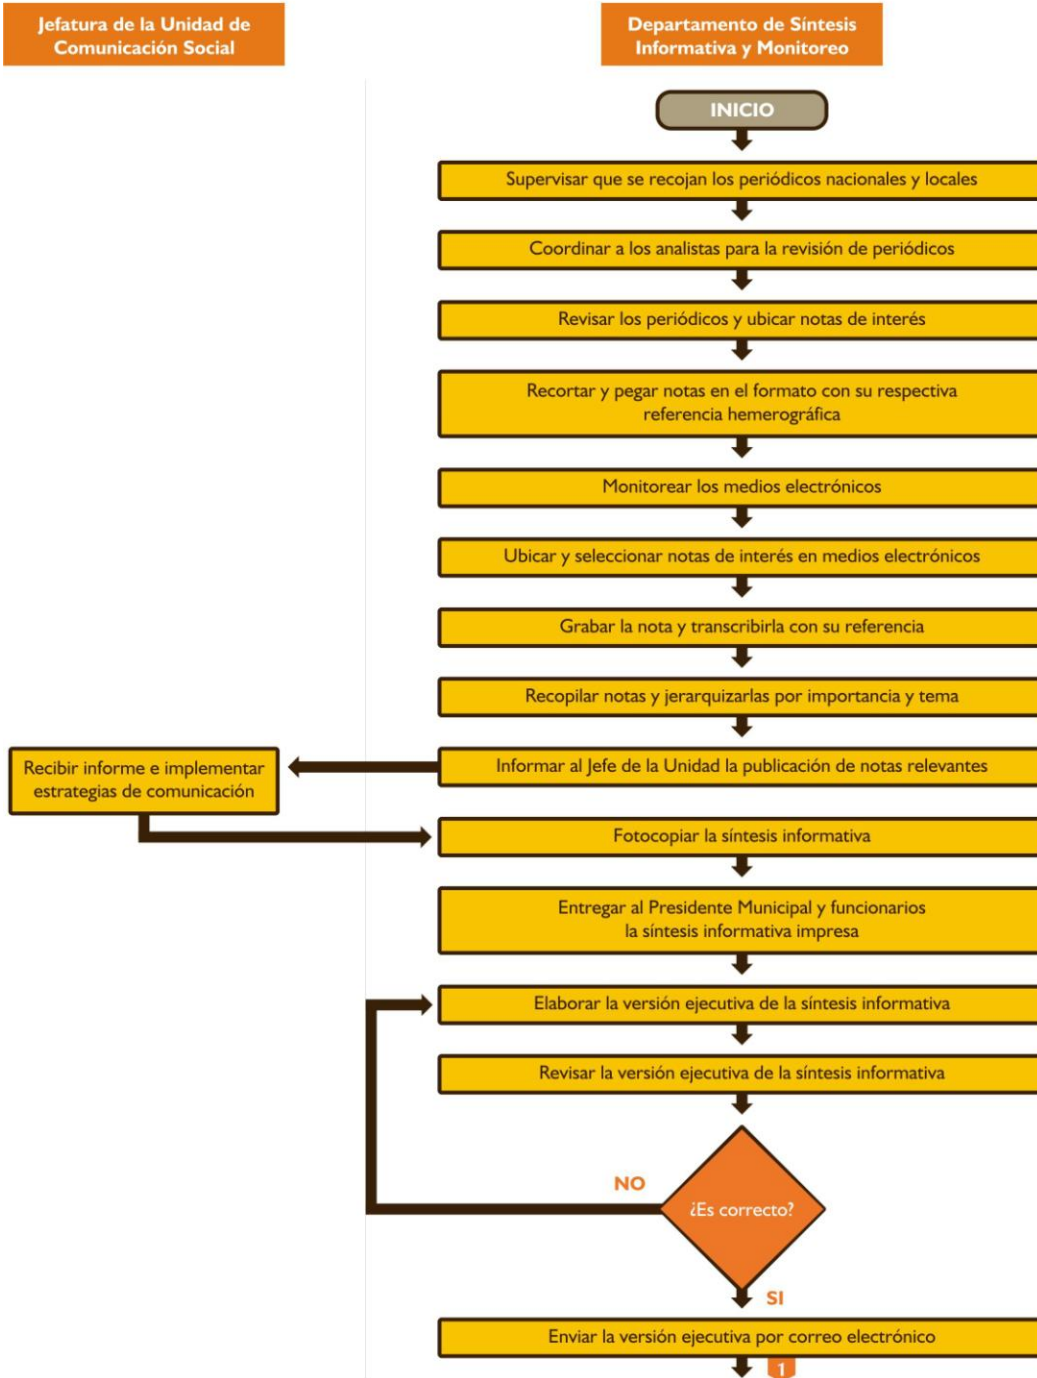 Jefatura de la Unidad de
Comunicación Social
Departamento de Síntesis
Informativa y Monitoreo
INICIO
Supervisar que se recojan los periódicos nacionales y locales
Coordinar a los analistas para la revisión de periódicos
Revisar los periódicos y ubicar notas de interés
Recortar y pegar notas en el formato con su respectiva
referencia hemerográfica
Monitorear los medios electrónicos
Ubicar y seleccionar notas de interés en medios electrónicos
Grabar la nota y transcribirla con su referencia
Recopilar notas y jerarquizarlas por importancia y tema
Informar al Jefe de la Unidad la publicación de notas relevantes
Recibir informe e implementar
estrategias de comunicación
Fotocopiar la síntesis informativa
Entregar al Presidente Municipal y funcionarios
la síntesis informativa impresa
Elaborar la versión ejecutiva de la síntesis informativa
Revisar la versión ejecutiva de la síntesis informativa
NO
¿Es correcto?
SI
Enviar la versión ejecutiva por correo electrónico
1